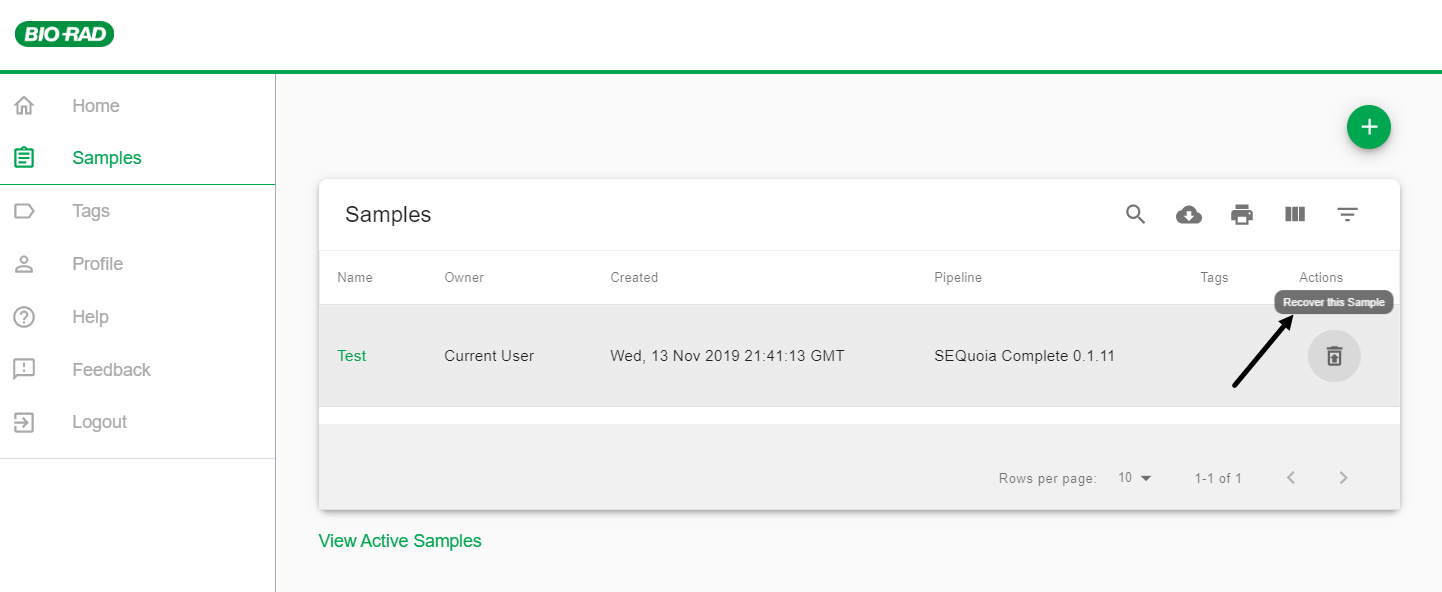 BIO-RAD
Home
Samples
Tags
Profile
Help
Feedback
Logout
Samples
Name Owner Created Pipeline Tags Actions
Recover this Sample
Test Current User Wed, 13 Nov 2019 21:41:13 GMT SEQuoia Complete 0.1.11
Rows per page: 10 1-1 of 1
View Active Samples